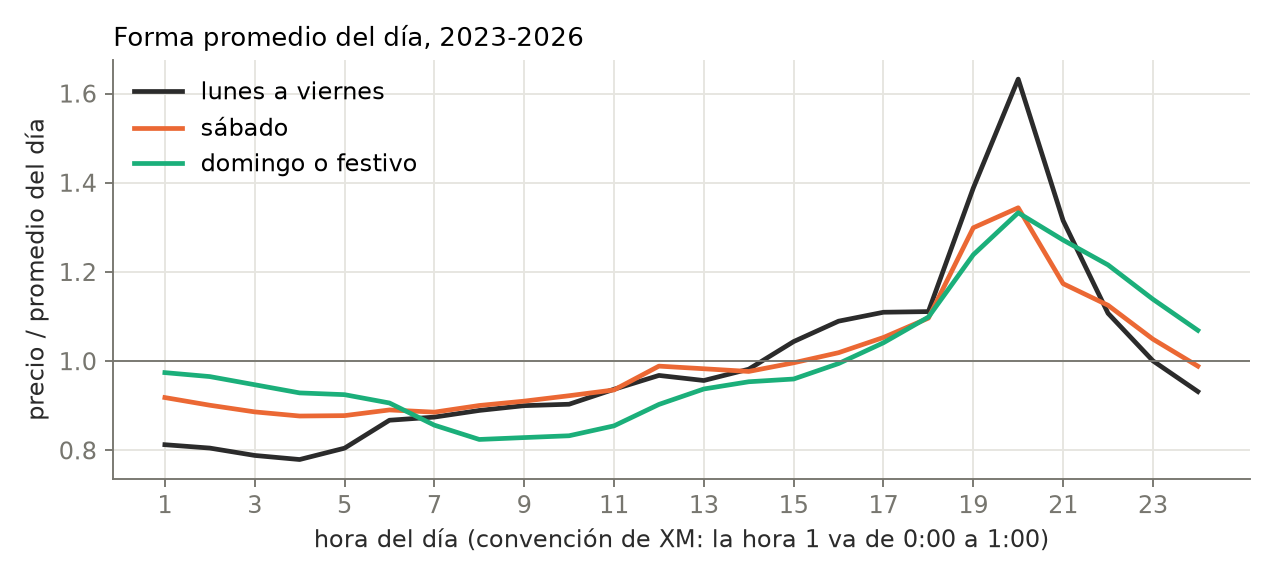 Forma promedio del día, 2023-2026
lunes a viernes
sábado
domingo o festivo
precio / promedio del día
1.6
1.4
1.2
1.0
0.8
1 3 5 7 9 11 13 15 17 19 21 23
hora del día (convención de XM: la hora 1 va de 0:00 a 1:00)